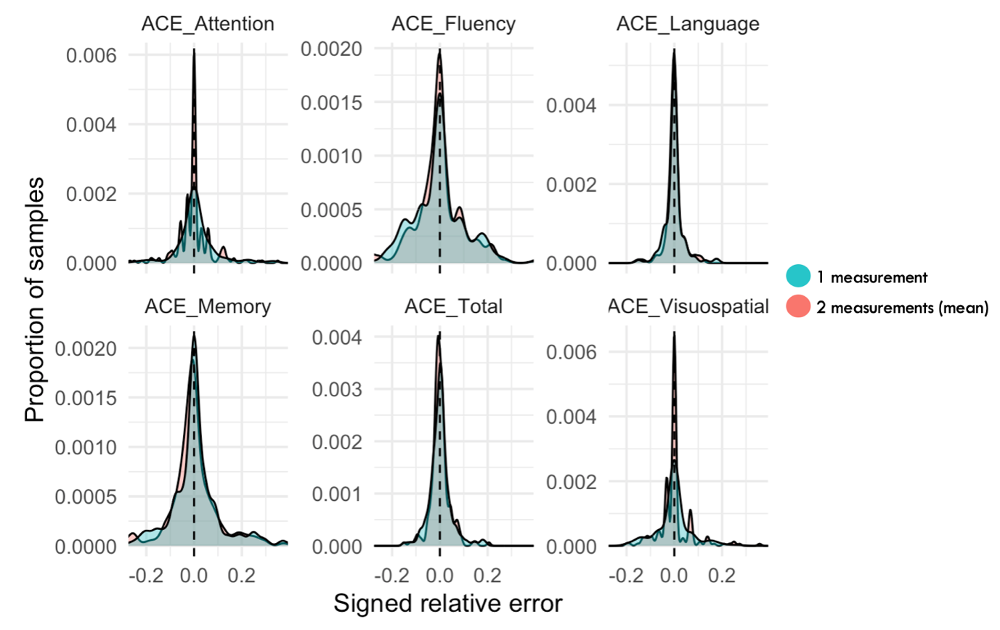 ACE_Attention
ACE_Fluency
ACE_Language
0.006
0.004
0.002
0.000
0.0020
0.0015
0.0010
0.0005
0.0000
0.004
0.002
0.000
Proportion of samples
1 measurement
2 measurements (mean)
ACE_Memory
ACE_Total
ACE_Visuospatial
0.0020
0.0015
0.0010
0.0005
0.0000
0.004
0.003
0.002
0.001
0.000
0.006
0.004
0.002
0.000
-0.2 0.0 0.2
-0.2 0.0 0.2
-0.2 0.0 0.2
Signed relative error